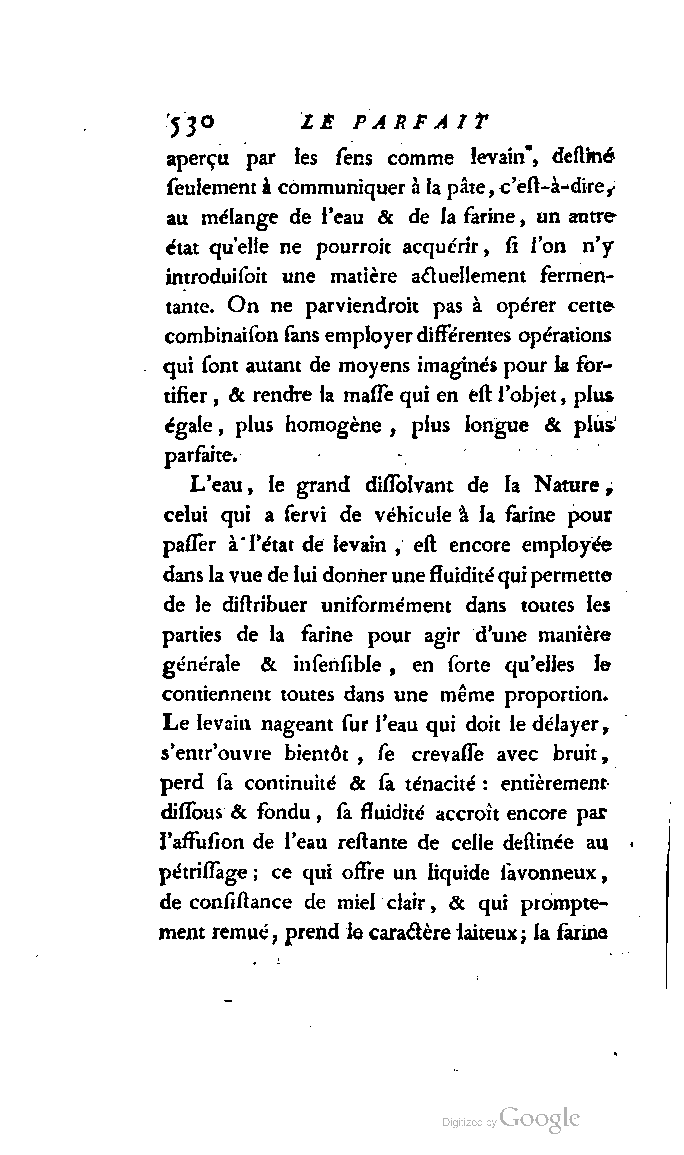 530 LE PARFAIT
aperçu par les ſens comme levain, deſtiné
ſeulement à communiquer à la pâte, c'eſt-à-dire,
au mélange de l'eau & de la farine, un autre
état qu'elle ne pourroit acquérir, ſi l'on n'y
introduiſoit une matière actuellement fermen-
tante. On ne parviendroit pas à opérer cette
combinaiſon ſans employer différentes opérations
qui ſont autant de moyens imaginés pour la for-
tifier, & rendre la maſſe qui en eſt l'objet, plus
égale, plus homogène, plus longue & plus
parfaite.
L'eau, le grand diſſolvant de la Nature,
celui qui a ſervi de véhicule à la farine pour
paſſer à l'état de levain, eſt encore employée
dans la vue de lui donner une fluidité qui permette
de le diſtribuer uniformément dans toutes les
parties de la farine pour agir d'une manière
générale & inſenſible, en ſorte qu'elles le
contiennent toutes dans une même proportion.
Le levain nageant ſur l'eau qui doit le délayer,
s'entr'ouvre bientôt, ſe crevaſſe avec bruit,
perd ſa continuité & ſa ténacité : entièrement
diſſous & fondu, ſa fluidité accroît encore par
l'affuſion de l'eau reſtante de celle deſtinée au
pétriſſage ; ce qui offre un liquide ſavonneux,
de conſiſtance de miel clair, & qui prompte-
ment remué, prend le caractère laiteux ; la farine
Digitized by Google